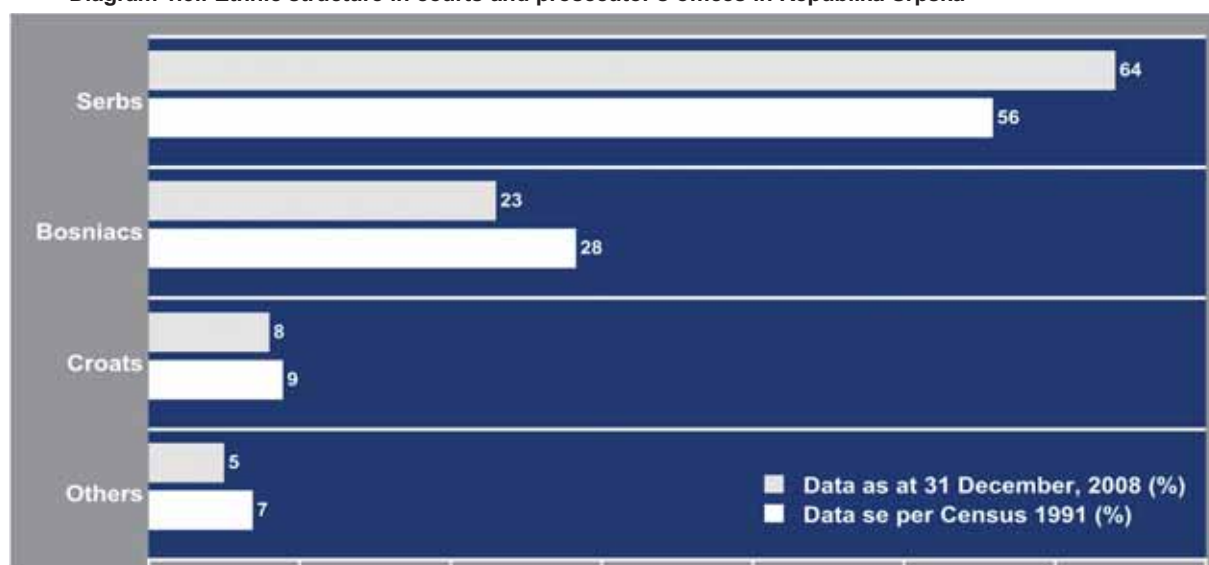 Serbs
64
56
Bosniacs
23
28
Croats
8
9
Others
5
7
Data as at 31 December, 2008 (%)
Data se per Census 1991 (%)